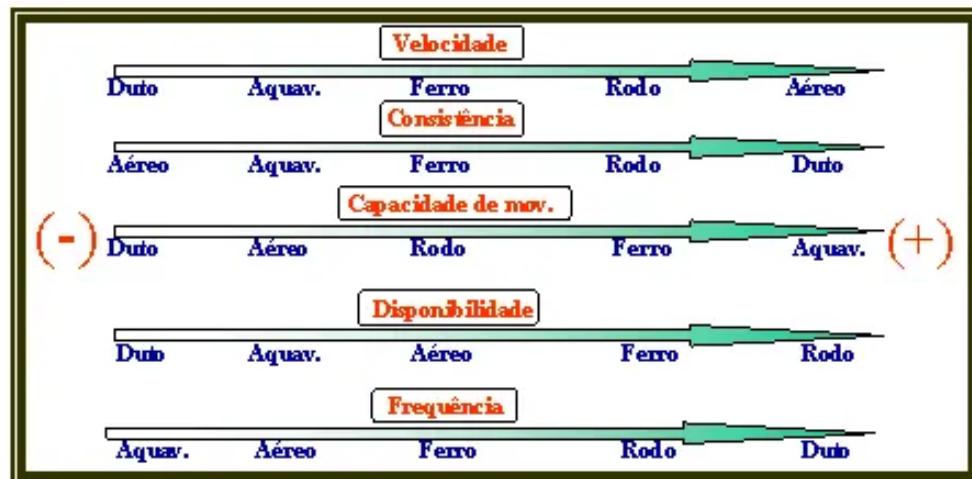 Velocidade
Duto Aquav. Ferro Rodo Aéreo
Consistência
Aéreo Aquav. Ferro Rodo Duto
Capacidade de mov.
(-) Duto Aéreo Rodo Ferro Aquav. (+)
Disponibilidade
Duto Aquav. Aéreo Ferro Rodo
Frequência
Aquav. Aéreo Ferro Rodo Duto